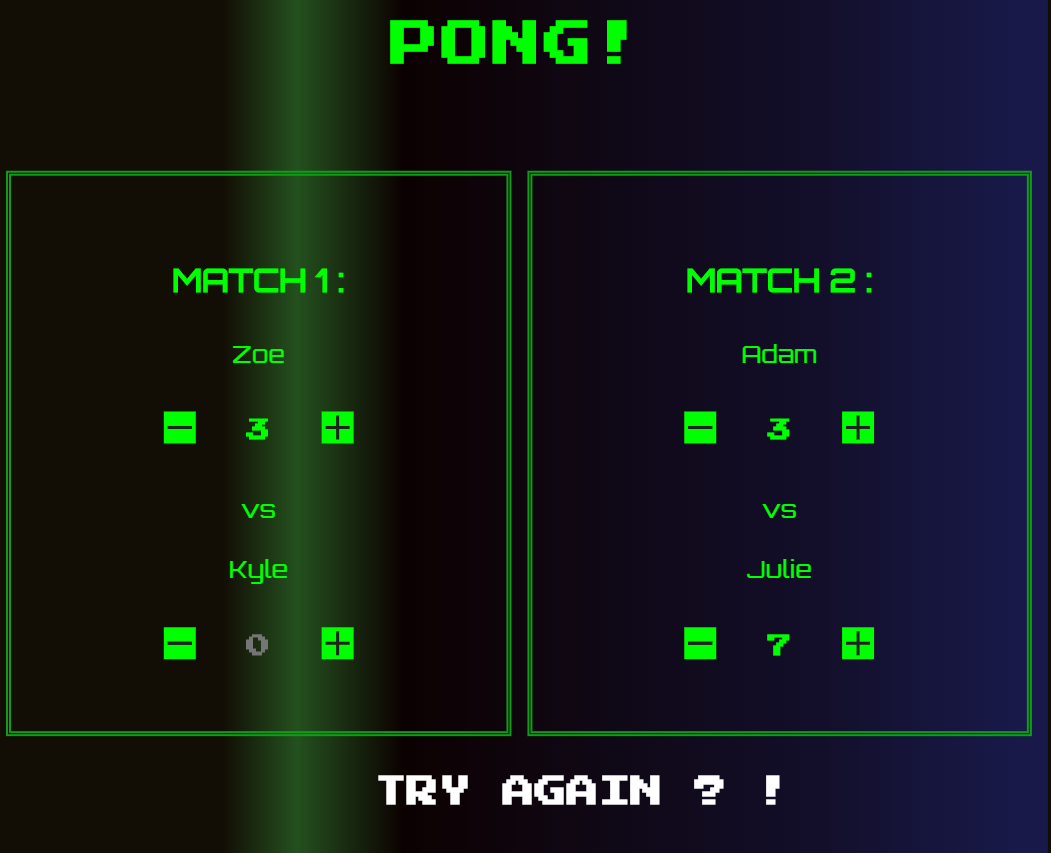 PONG!
MATCH 1:
Zoe
- 3 +
vs
Kyle
- 0 +
MATCH 2:
Adam
- 3 +
vs
Julie
- 7 +
TRY AGAIN ? !